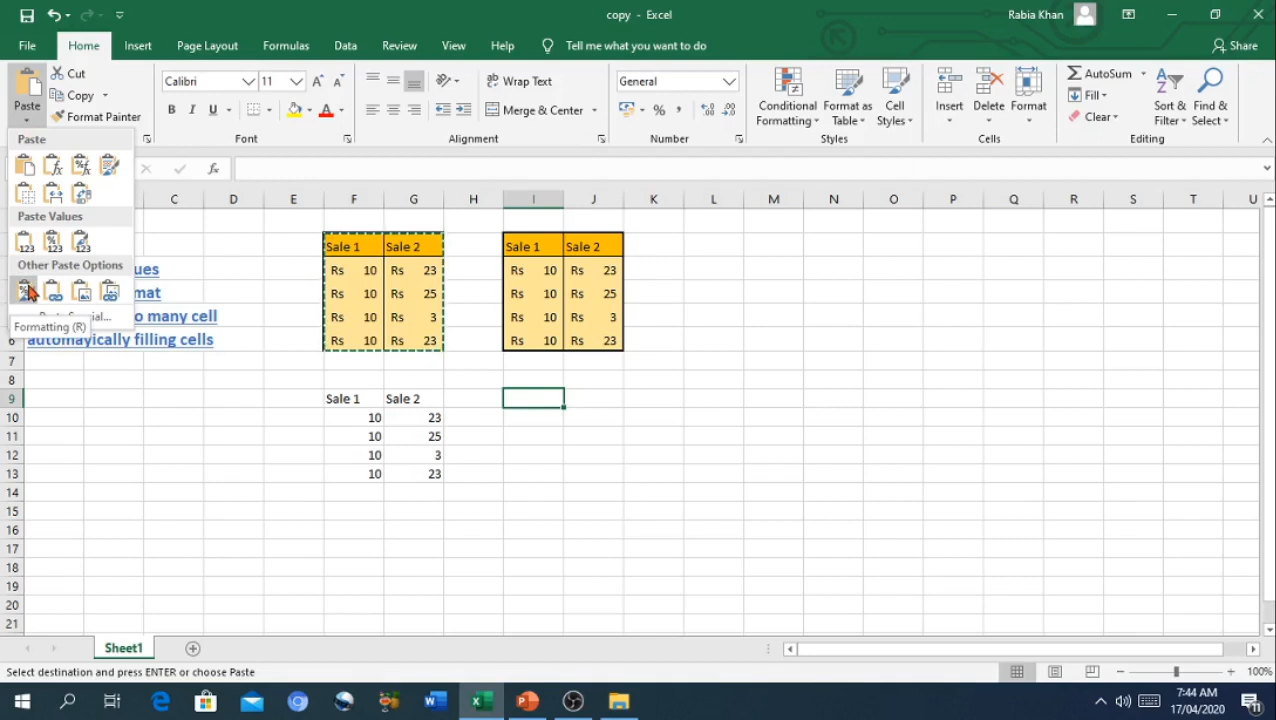 copy - Excel
Rabia Khan
File Home Insert Page Layout Formulas Data Review View Help Tell me what you want to do Share
Paste
Cut
Copy
Format Painter
Calibri 11
B I U
Font
Wrap Text
Merge & Center
Alignment
General
Number
Conditional Formatting
Format as Table
Cell Styles
Styles
Insert Delete Format
Cells
AutoSum
Fill
Clear
Sort & Filter
Find & Select
Editing
Paste
Paste Values
123 123 123
Other Paste Options
Formatting (R)
C D E F G H I J K L M N O P Q R S T U
Sale 1 Sale 2 Sale 1 Sale 2
ues Rs 10 Rs 23 Rs 10 Rs 23
mat Rs 10 Rs 25 Rs 10 Rs 25
o many cell Rs 10 Rs 3 Rs 10 Rs 3
6 automayically filling cells Rs 10 Rs 23 Rs 10 Rs 23
7
8
9 Sale 1 Sale 2
10 10 23
11 10 25
12 10 3
13 10 23
14
15
16
17
18
19
20
21
Sheet1
Select destination and press ENTER or choose Paste
100%
7:44 AM
17/04/2020